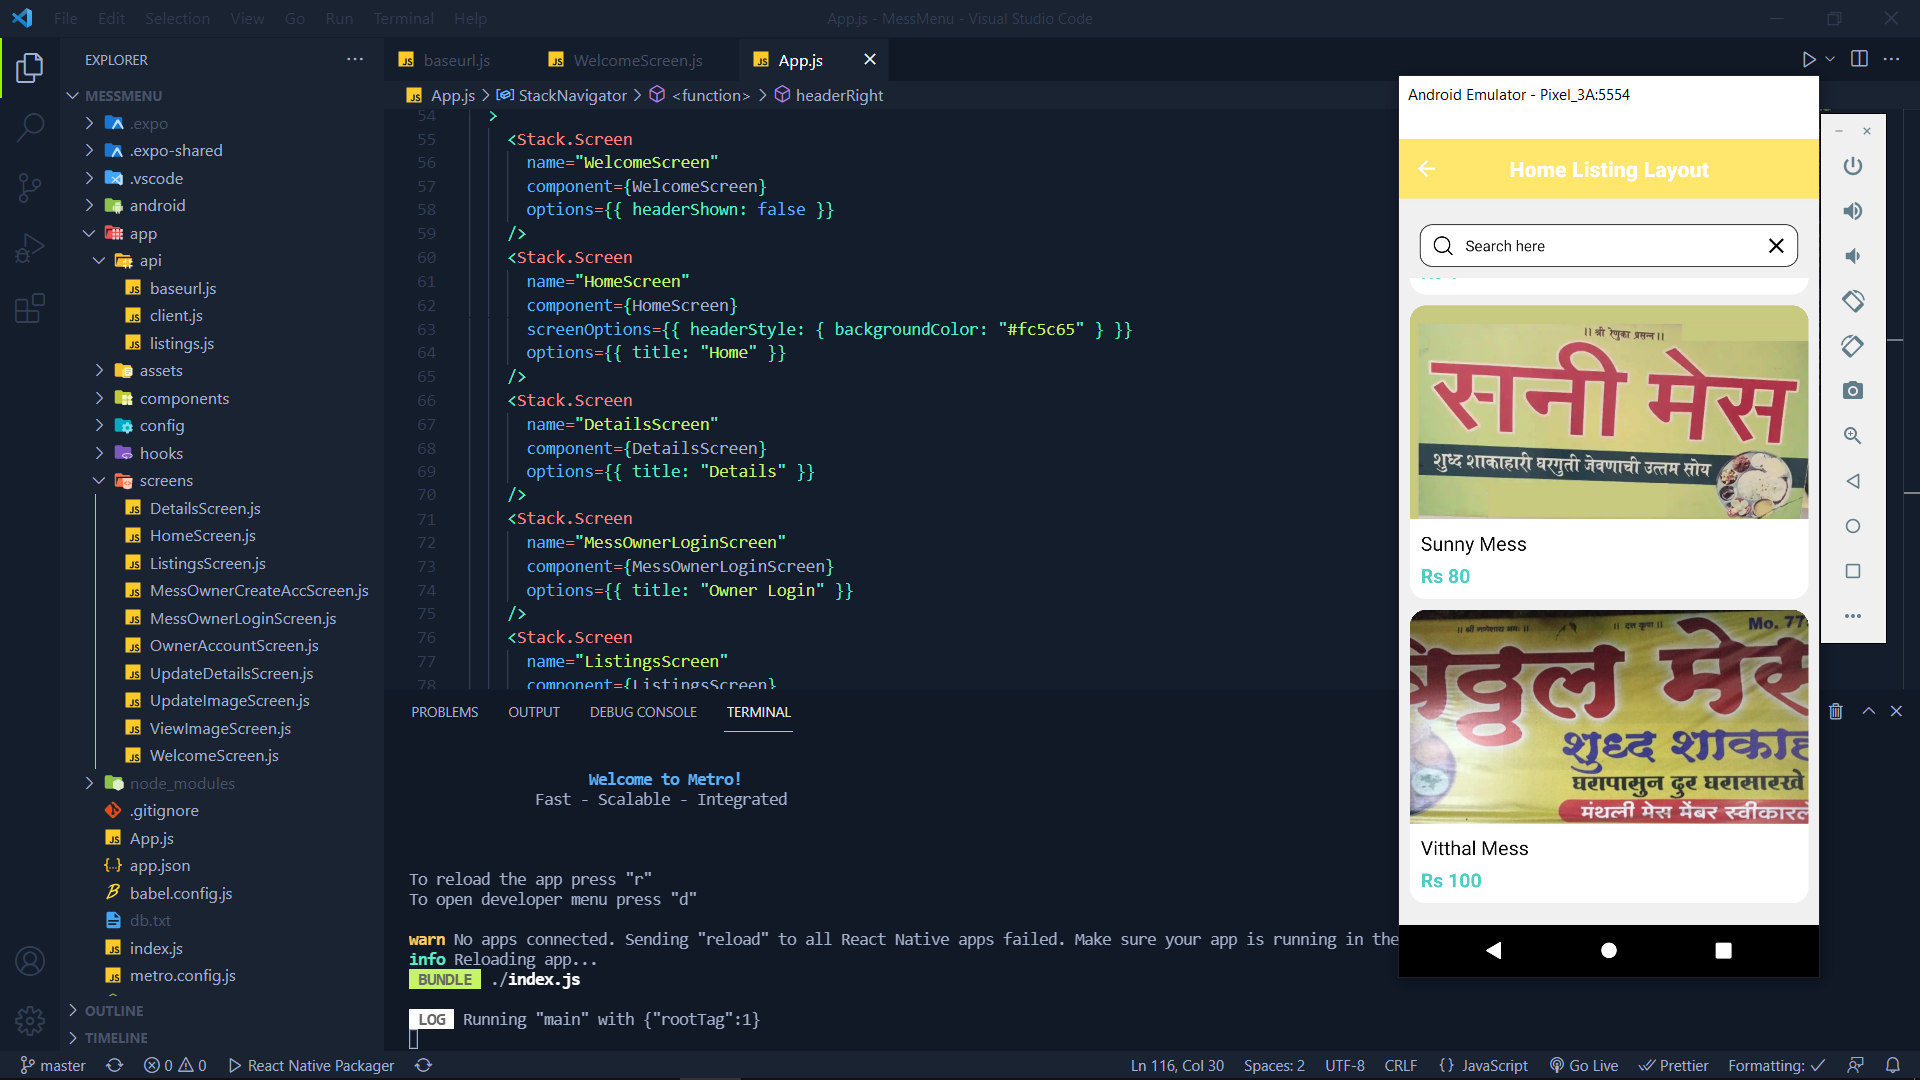 File Edit Selection View Go Run Terminal Help
App.js - MessMenu - Visual Studio Code
EXPLORER
MESSMENU
.expo
.expo-shared
.vscode
android
app
api
baseurl.js
client.js
listings.js
assets
components
config
hooks
screens
DetailsScreen.js
HomeScreen.js
ListingsScreen.js
MessOwnerCreateAccScreen.js
MessOwnerLoginScreen.js
OwnerAccountScreen.js
UpdateDetailsScreen.js
UpdateImageScreen.js
ViewImageScreen.js
WelcomeScreen.js
node_modules
.gitignore
App.js
app.json
babel.config.js
db.txt
index.js
metro.config.js
OUTLINE
TIMELINE
baseurl.js WelcomeScreen.js App.js
App.js > StackNavigator > <function> > headerRight
54 >
55 <Stack.Screen
56 name="WelcomeScreen"
57 component={WelcomeScreen}
58 options={{ headerShown: false }}
59 />
60 <Stack.Screen
61 name="HomeScreen"
62 component={HomeScreen}
63 screenOptions={{ headerStyle: { backgroundColor: "#fc5c65" } }}
64 options={{ title: "Home" }}
65 />
66 <Stack.Screen
67 name="DetailsScreen"
68 component={DetailsScreen}
69 options={{ title: "Details" }}
70 />
71 <Stack.Screen
72 name="MessOwnerLoginScreen"
73 component={MessOwnerLoginScreen}
74 options={{ title: "Owner Login" }}
75 />
76 <Stack.Screen
77 name="ListingsScreen"
78 component={ListingsScreen}
PROBLEMS OUTPUT DEBUG CONSOLE TERMINAL
Welcome to Metro!
Fast - Scalable - Integrated
To reload the app press "r"
To open developer menu press "d"
warn No apps connected. Sending "reload" to all React Native apps failed. Make sure your app is running in the
info Reloading app...
BUNDLE ./index.js
LOG Running "main" with {"rootTag":1}
Android Emulator - Pixel_3A:5554
Home Listing Layout
Search here
|| श्री रेणुका प्रसन्न ||
सनी मेस
शुध्द शाकाहारी घरगुती जेवणाची उत्तम सोय
Sunny Mess
Rs 80
|| दत्त कृपा || Mo. 77
विठ्ठल मेस
शुध्द शाकाह
घरापासुन दुर घरासारखे
मंथली मेस मेंबर स्वीकारले
Vitthal Mess
Rs 100
master 0 0 React Native Packager Ln 116, Col 30 Spaces: 2 UTF-8 CRLF {} JavaScript Go Live Prettier Formatting: